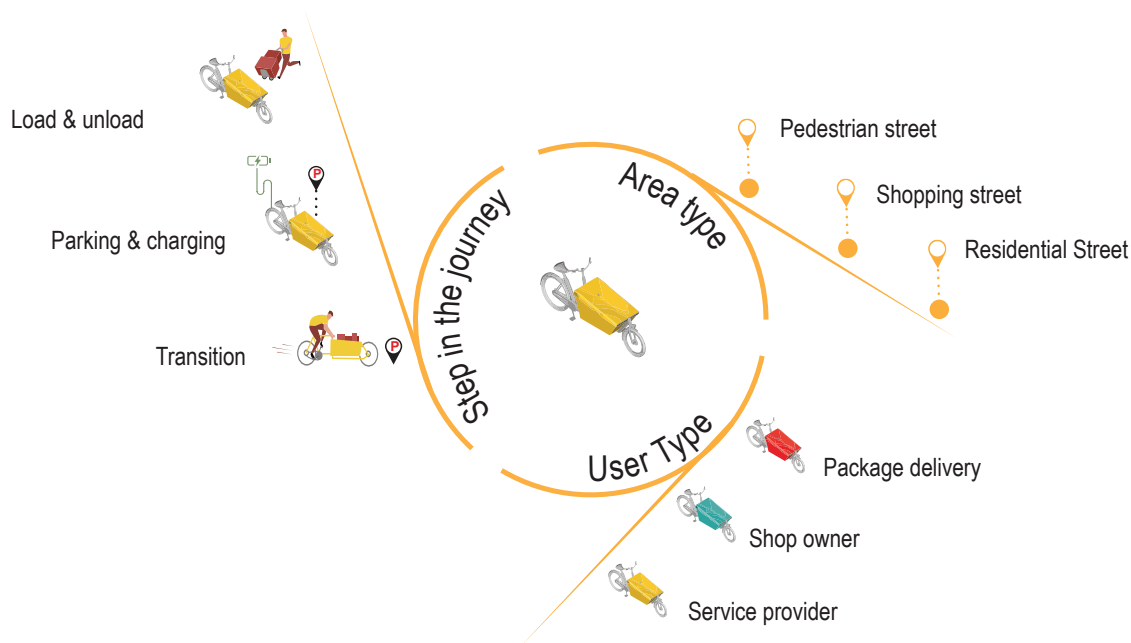 Load & unload
Parking & charging
P
Transition
P
Step in the journey
Area type
User Type
Pedestrian street
Shopping street
Residential Street
Package delivery
Shop owner
Service provider